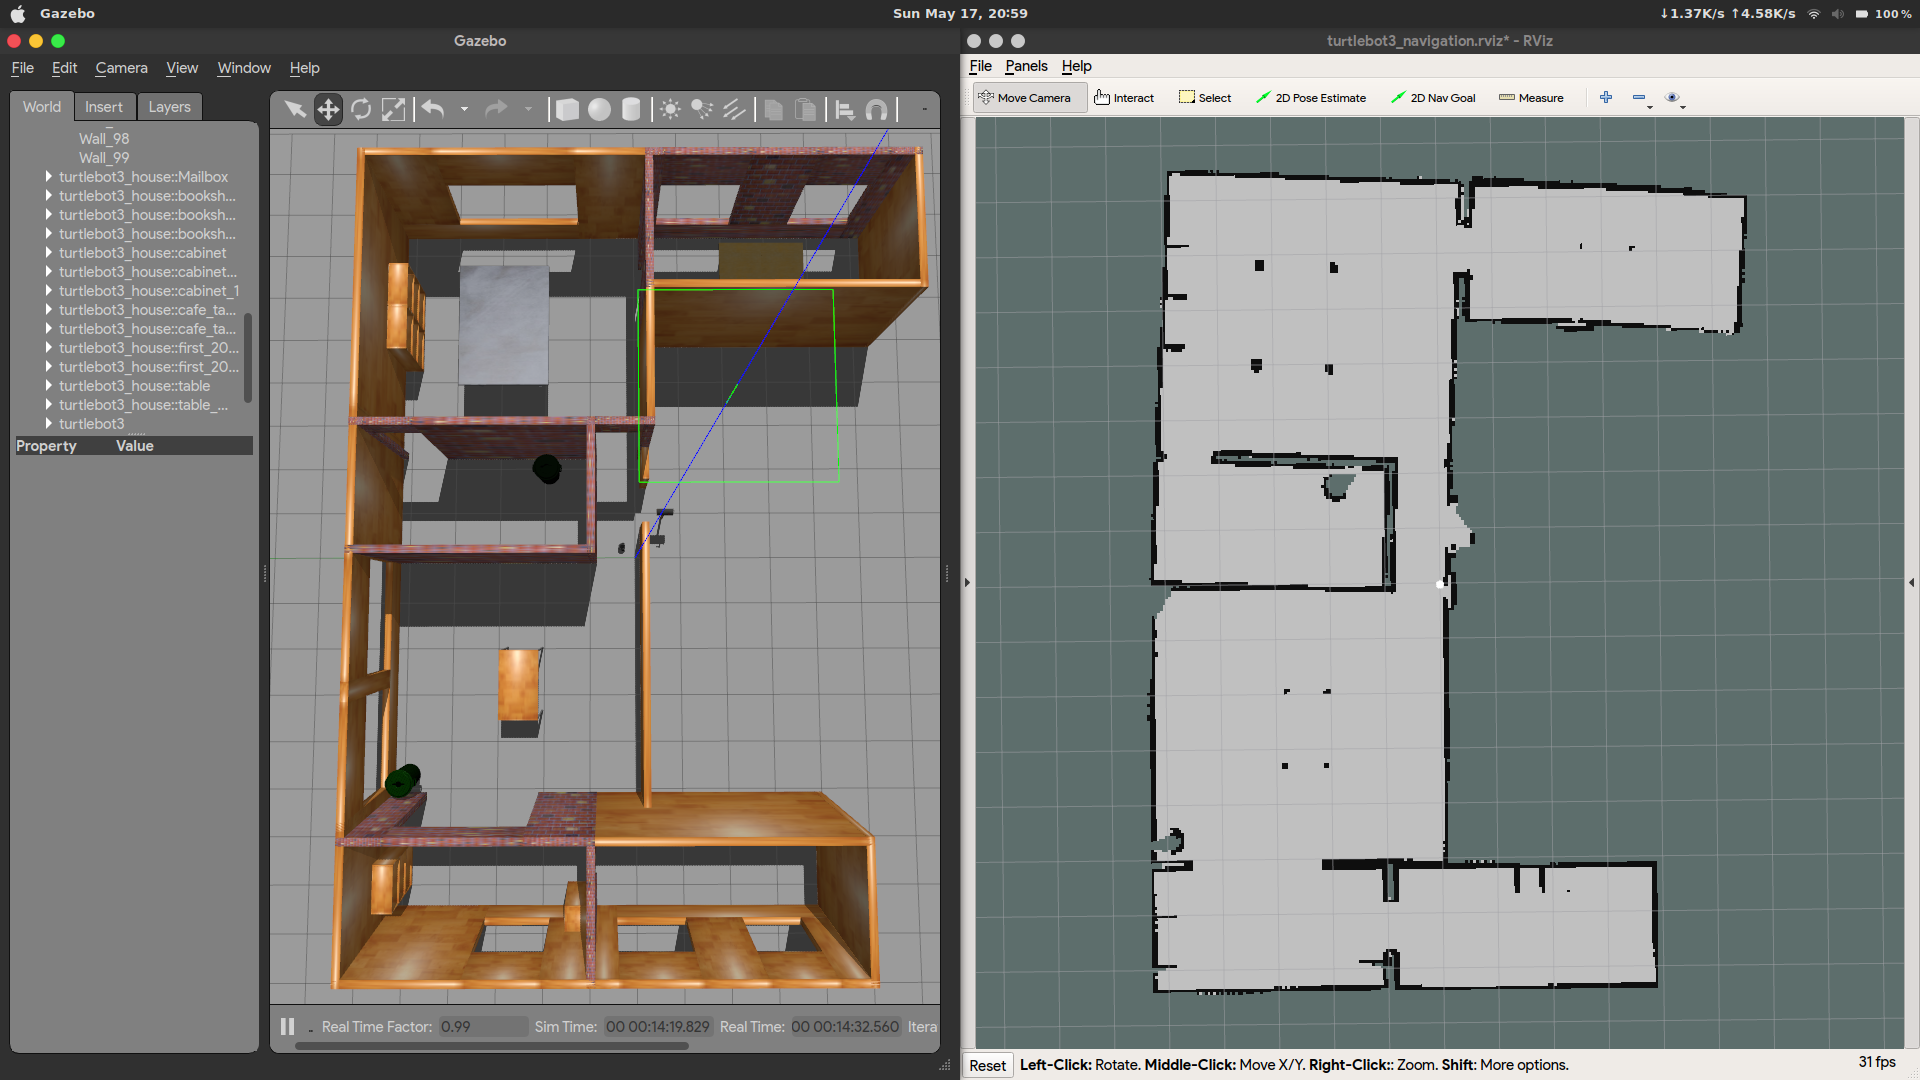 Gazebo
Sun May 17, 20:59
↓1.37K/s ↑4.58K/s
100%
Gazebo
File Edit Camera View Window Help
World Insert Layers
Wall_98
Wall_99
turtlebot3_house::Mailbox
turtlebot3_house::booksh...
turtlebot3_house::booksh...
turtlebot3_house::booksh...
turtlebot3_house::cabinet
turtlebot3_house::cabinet...
turtlebot3_house::cabinet_1
turtlebot3_house::cafe_ta...
turtlebot3_house::cafe_ta...
turtlebot3_house::first_20...
turtlebot3_house::first_20...
turtlebot3_house::table
turtlebot3_house::table_...
turtlebot3
Property Value
Real Time Factor: 0.99 Sim Time: 00 00:14:19.829 Real Time: 00 00:14:32.560 Itera
turtlebot3_navigation.rviz* - RViz
File Panels Help
Move Camera Interact Select 2D Pose Estimate 2D Nav Goal Measure
Reset Left-Click: Rotate. Middle-Click: Move X/Y. Right-Click:: Zoom. Shift: More options.
31 fps